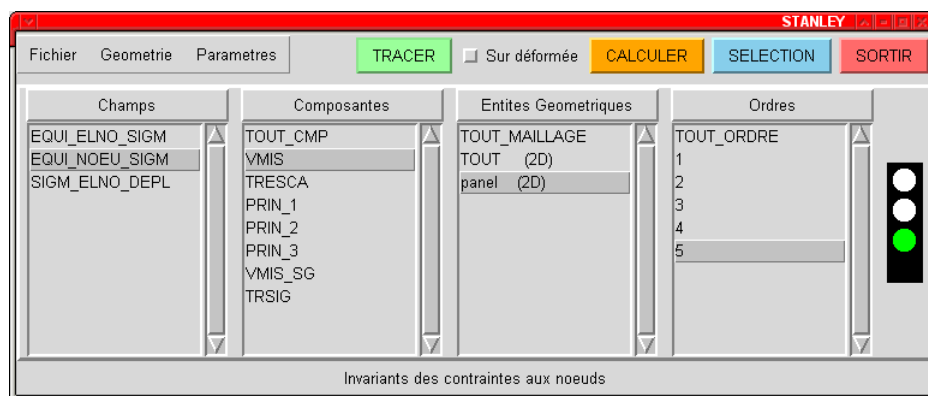 STANLEY
Fichier Geometrie Parametres TRACER Sur déformée CALCULER SELECTION SORTIR
Champs Composantes Entites Geometriques Ordres
EQUI_ELNO_SIGM TOUT_CMP TOUT_MAILLAGE TOUT_ORDRE
EQUI_NOEU_SIGM VMIS TOUT (2D) 1
SIGM_ELNO_DEPL TRESCA panel (2D) 2
PRIN_1 3
PRIN_2 4
PRIN_3 5
VMIS_SG
TRSIG
Invariants des contraintes aux noeuds